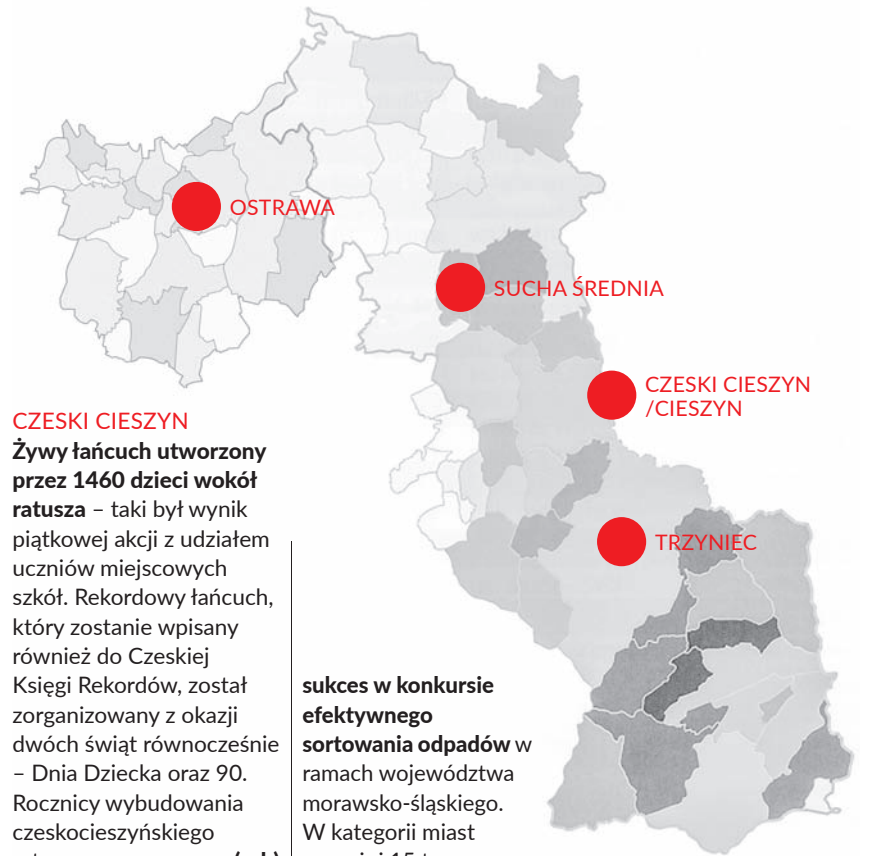 OSTRAWA
SUCHA ŚREDNIA
CZESKI CIESZYN
/CIESZYN
TRZYNIEC
CZESKI CIESZYN
Żywy łańcuch utworzony
przez 1460 dzieci wokół
ratusza – taki był wynik
piątkowej akcji z udziałem
uczniów miejscowych
szkół. Rekordowy łańcuch,
który zostanie wpisany
również do Czeskiej
Księgi Rekordów, został
zorganizowany z okazji
dwóch świąt równocześnie
– Dnia Dziecka oraz 90.
Rocznicy wybudowania
czeskocieszyńskiego
sukces w konkursie
efektywnego
sortowania odpadów w
ramach województwa
morawsko-śląskiego.
W kategorii miast